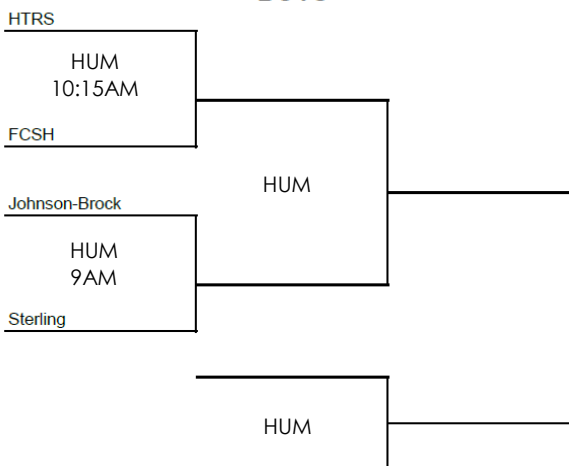 HTRS
HUM
10:15AM
FCSH
HUM
Johnson-Brock
HUM
9AM
Sterling
HUM